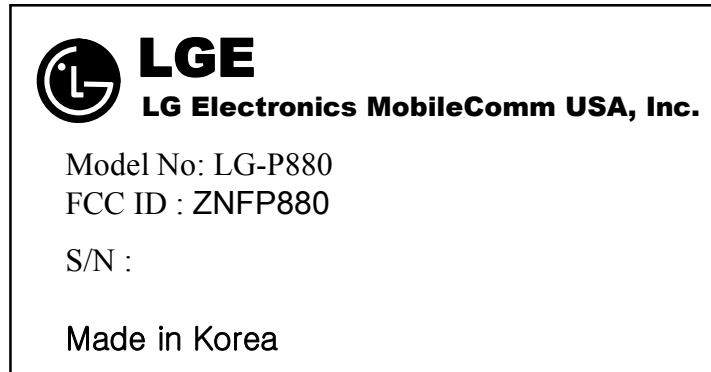 LGE
LG Electronics MobileComm USA, Inc.
Model No: LG-P880
FCC ID : ZNFP880
S/N :
Made in Korea